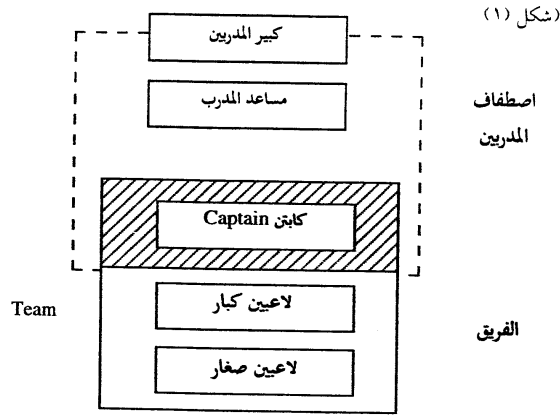 (شكل (١)
كبير المدربين
مساعد المدرب
اصطفاف
المدربين
كابتن Captain
لاعبين كبار
Team
الفريق
لاعبين صغار